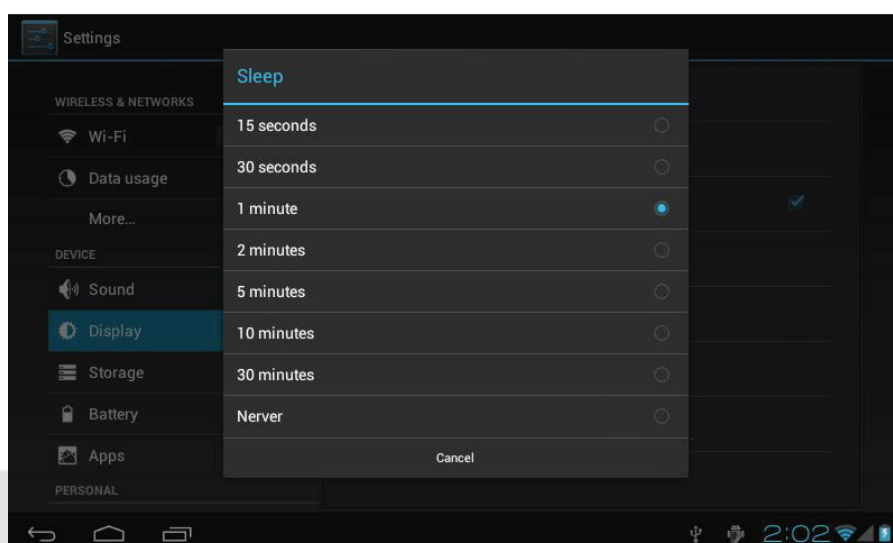 Settings
WIRELESS & NETWORKS
Wi-Fi
Data usage
More...
DEVICE
Sound
Display
Storage
Battery
Apps
PERSONAL
Sleep
15 seconds
30 seconds
1 minute
2 minutes
5 minutes
10 minutes
30 minutes
Nerver
Cancel
2:02